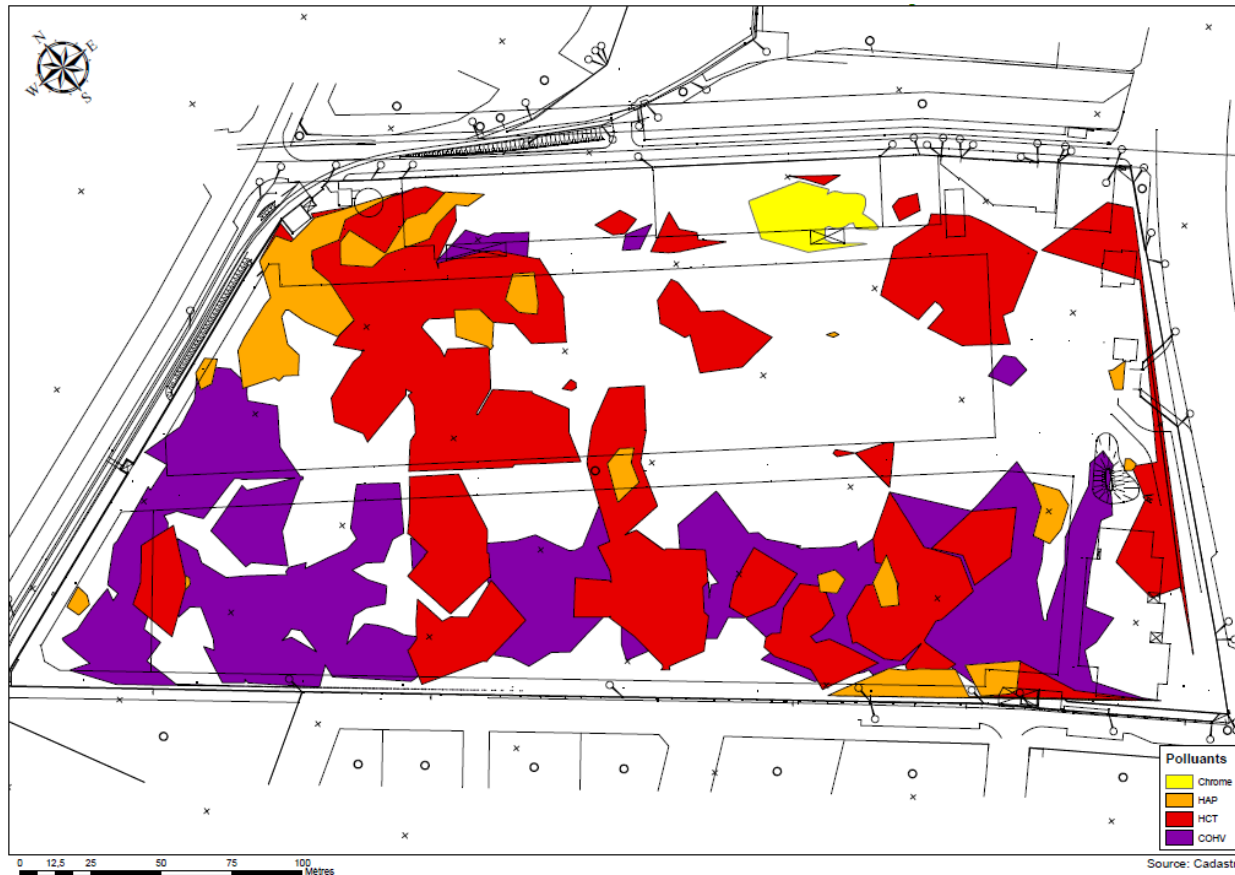 N
E
W
S
Polluants
Chrome
HAP
HCT
COHV
0 12,5 25 50 75 100
Mètres
Source: Cadastr